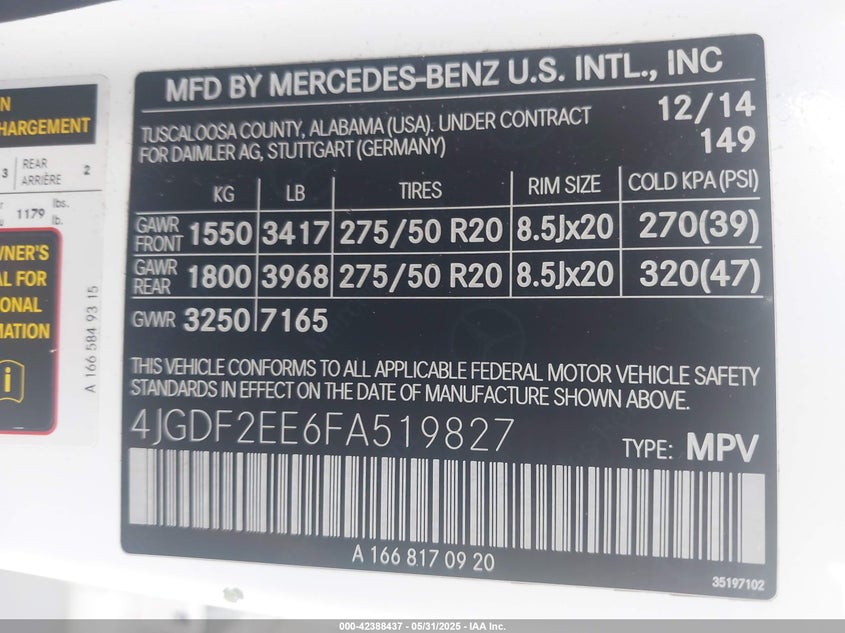 N
HARGEMENT
3 REAR ARRIÈRE 2
1179 lbs. lb.
WNER'S
AL FOR
IONAL
MATION
A 166 584 93 15
MFD BY MERCEDES-BENZ U.S. INTL., INC
TUSCALOOSA COUNTY, ALABAMA (USA). UNDER CONTRACT 12/14
FOR DAIMLER AG, STUTTGART (GERMANY) 149
KG LB TIRES RIM SIZE COLD KPA (PSI)
GAWR FRONT 1550 3417 275/50 R20 8.5Jx20 270(39)
GAWR REAR 1800 3968 275/50 R20 8.5Jx20 320(47)
GVWR 3250 7165
THIS VEHICLE CONFORMS TO ALL APPLICABLE FEDERAL MOTOR VEHICLE SAFETY
STANDARDS IN EFFECT ON THE DATE OF MANUFACTURE SHOWN ABOVE.
4JGDF2EE6FA519827 TYPE: MPV
A 166 817 09 20
35197102
000-42388437 - 05/31/2025 - IAA Inc.